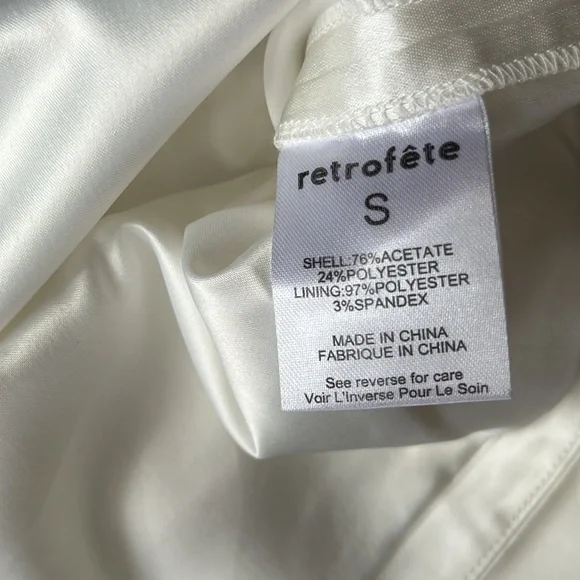 retrofête
S
SHELL:76%ACETATE
24%POLYESTER
LINING:97%POLYESTER
3%SPANDEX
MADE IN CHINA
FABRIQUE IN CHINA
See reverse for care
Voir L'Inverse Pour Le Soin